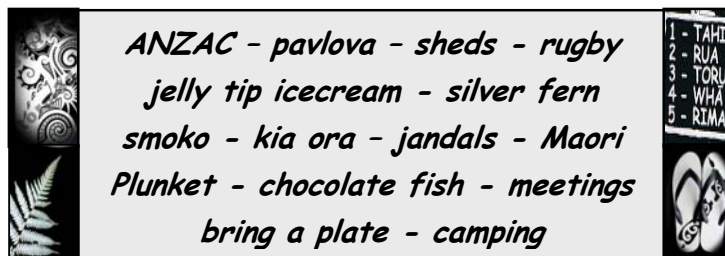 ANZAC – pavlova – sheds - rugby
jelly tip icecream - silver fern
smoko - kia ora – jandals - Maori
Plunket - chocolate fish - meetings
bring a plate - camping
1 - TAHI
2 - RUA
3 - TORU
4 - WHA
5 - RIMA